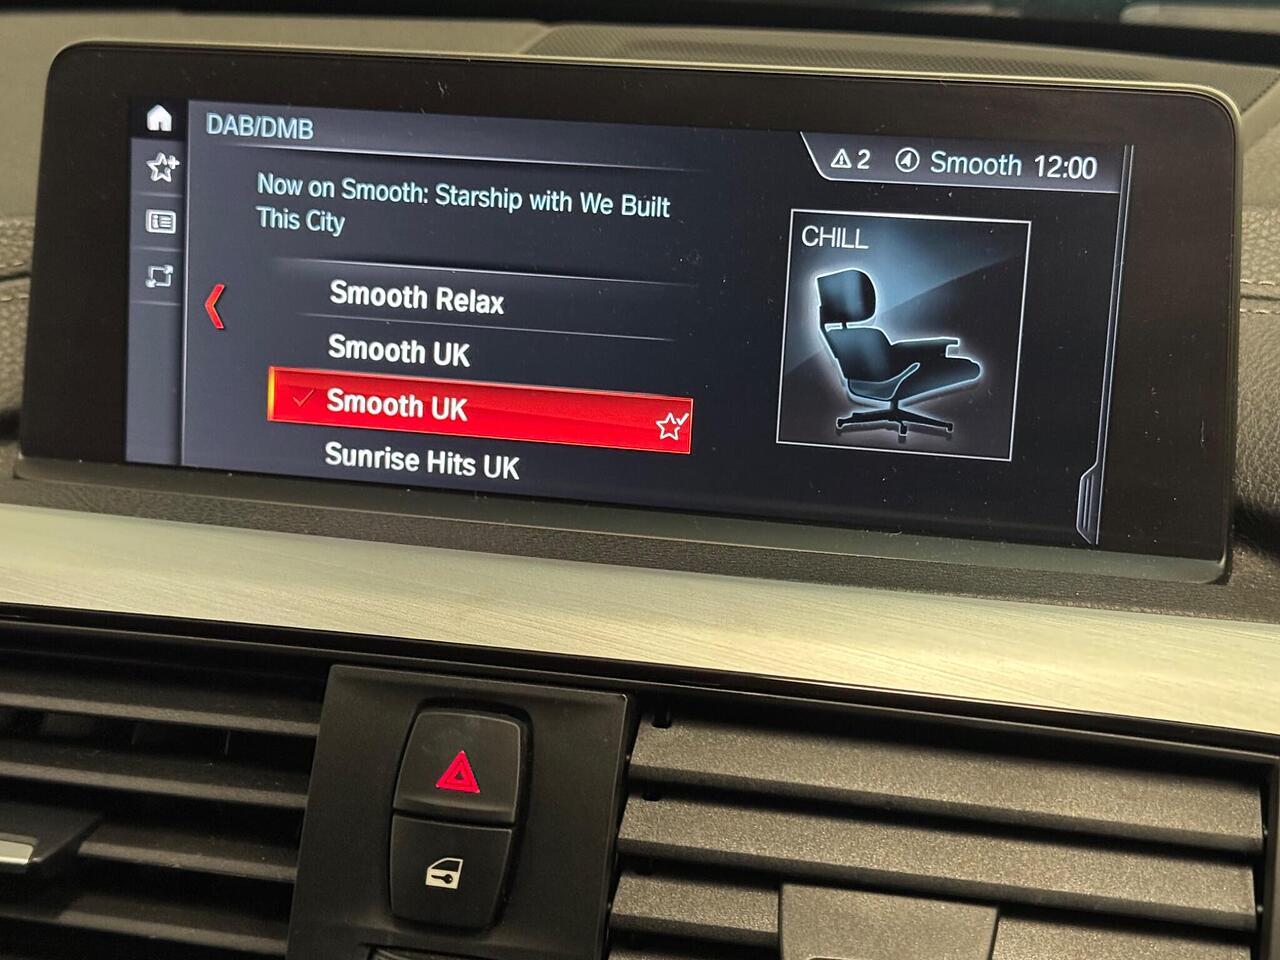 DAB/DMB
2 Smooth 12:00
Now on Smooth: Starship with We Built
This City
CHILL
Smooth Relax
Smooth UK
Smooth UK
Sunrise Hits UK